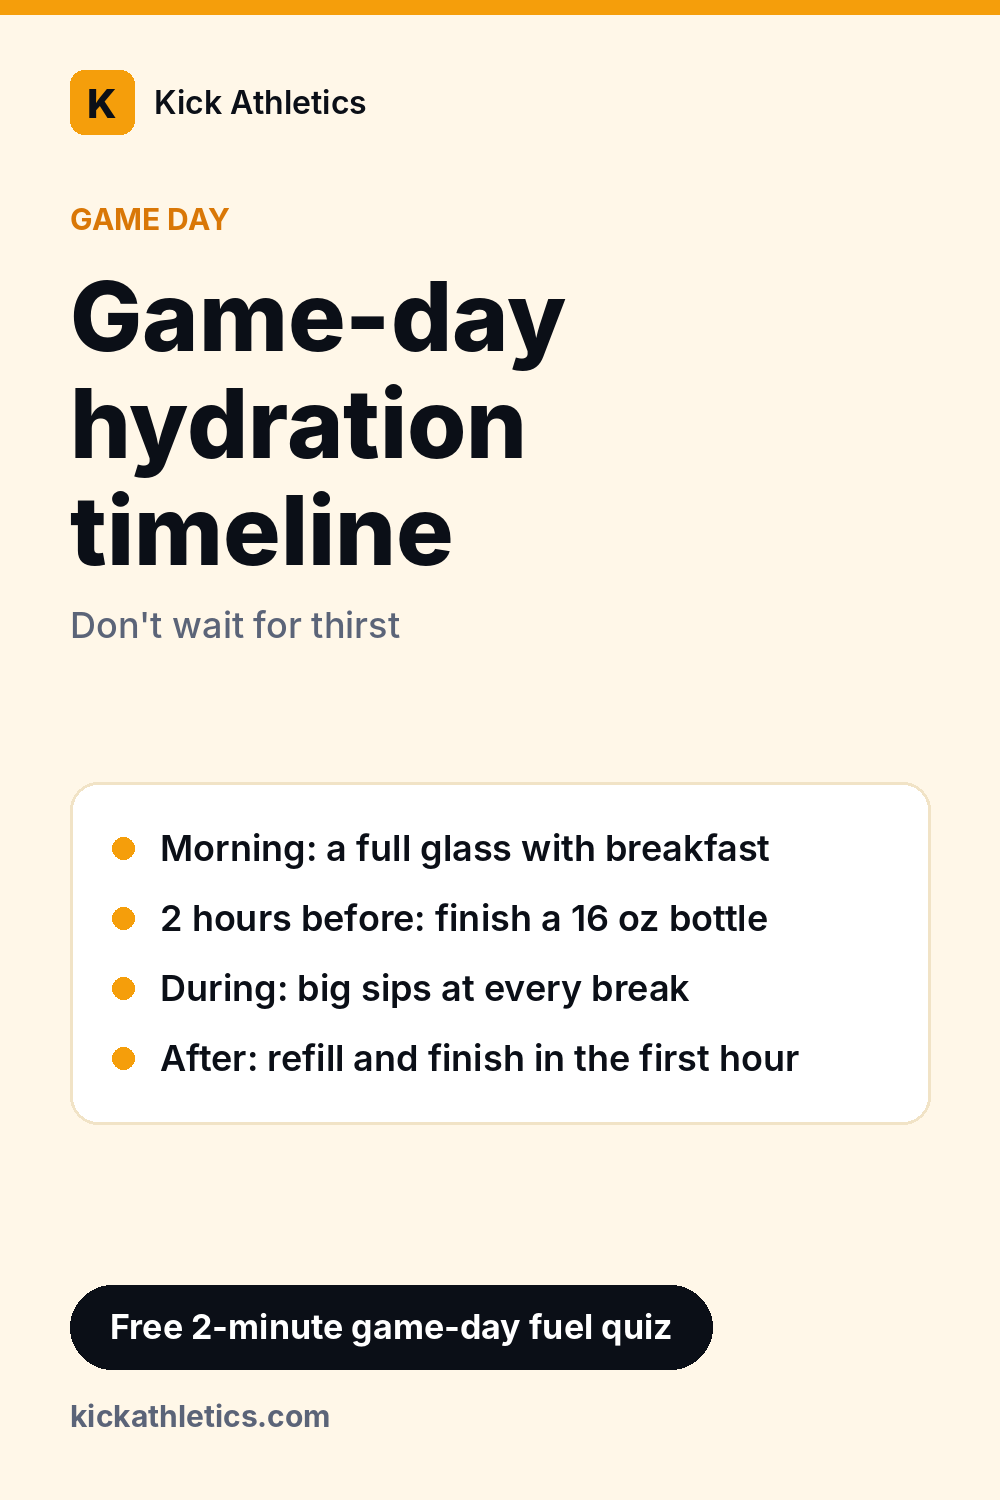 K
Kick Athletics
GAME DAY
Game-day
hydration
timeline
Don't wait for thirst
Morning: a full glass with breakfast
2 hours before: finish a 16 oz bottle
During: big sips at every break
After: refill and finish in the first hour
Free 2-minute game-day fuel quiz
kickathletics.com